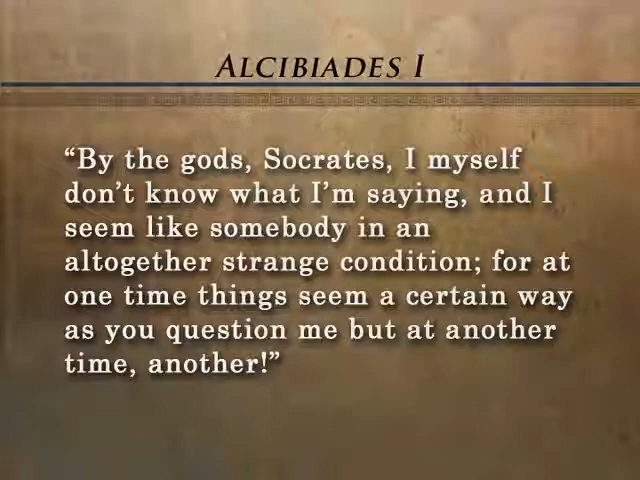 ALCIBIADES I
“By the gods, Socrates, I myself
don’t know what I’m saying, and I
seem like somebody in an
altogether strange condition; for at
one time things seem a certain way
as you question me but at another
time, another!”